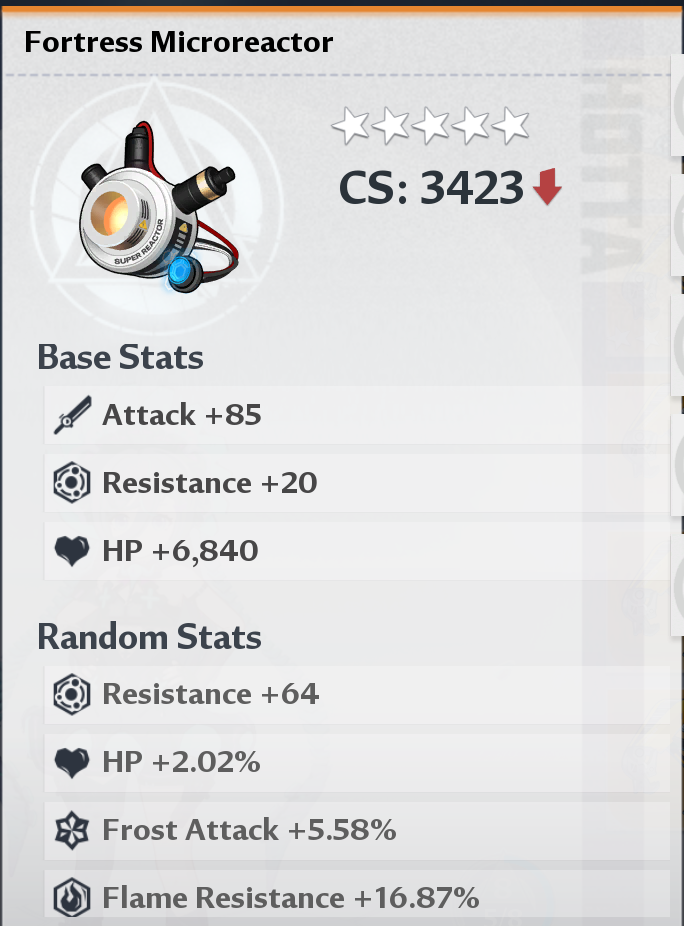 Fortress Microreactor
CS: 3423
SUPER REACTOR
Base Stats
Attack +85
Resistance +20
HP +6,840
Random Stats
Resistance +64
HP +2.02%
Frost Attack +5.58%
Flame Resistance +16.87%